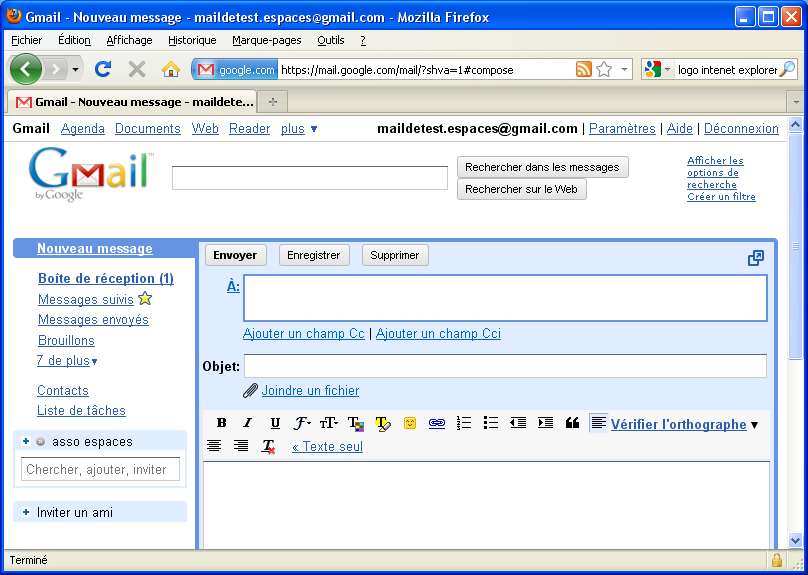 Gmail - Nouveau message - maildetest.espaces@gmail.com - Mozilla Firefox
Fichier Édition Affichage Historique Marque-pages Outils ?
google.com https://mail.google.com/mail/?shva=1#compose logo intenet explorer
Gmail - Nouveau message - maildete...
Gmail Agenda Documents Web Reader plus ▼ maildetest.espaces@gmail.com | Paramètres | Aide | Déconnexion
Gmail™
by Google
Rechercher dans les messages
Rechercher sur le Web
Afficher les
options de
recherche
Créer un filtre
Nouveau message
Boîte de réception (1)
Messages suivis
Messages envoyés
Brouillons
7 de plus▼
Contacts
Liste de tâches
asso espaces
Chercher, ajouter, inviter
Inviter un ami
Envoyer Enregistrer Supprimer
À:
Ajouter un champ Cc | Ajouter un champ Cci
Objet:
Joindre un fichier
B I U Vérifier l'orthographe ▼
« Texte seul
Terminé